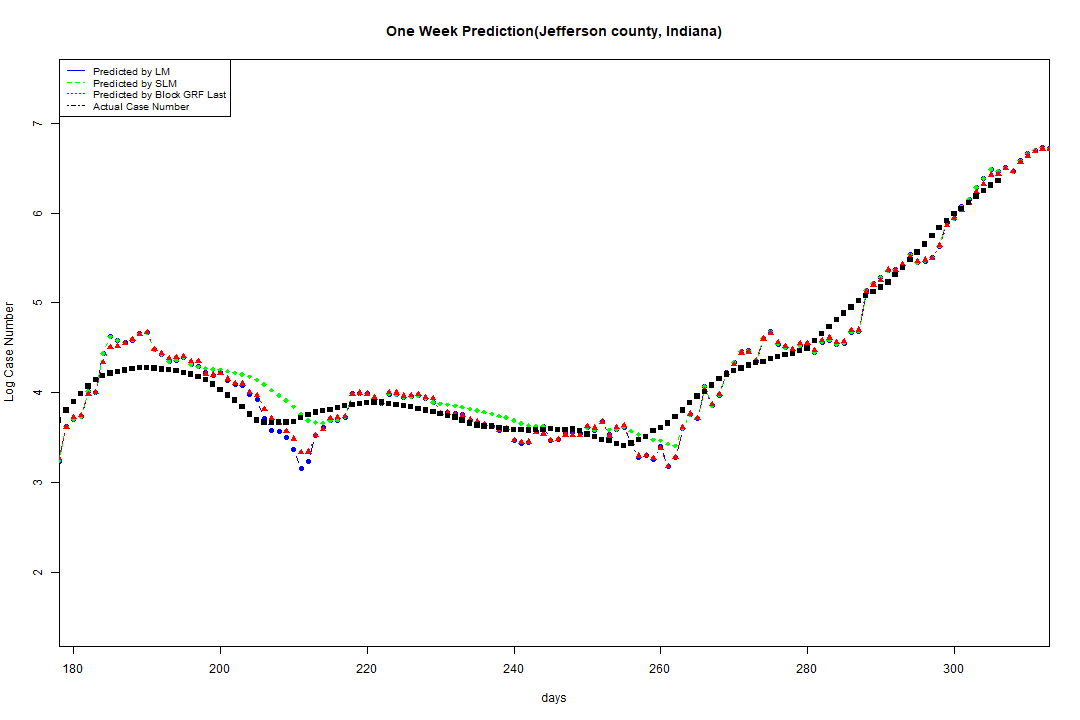 One Week Prediction(Jefferson county, Indiana)
Predicted by LM
Predicted by SLM
Predicted by Block GRF Last
Actual Case Number
7
6
5
4
3
2
Log Case Number
180 200 220 240 260 280 300
days